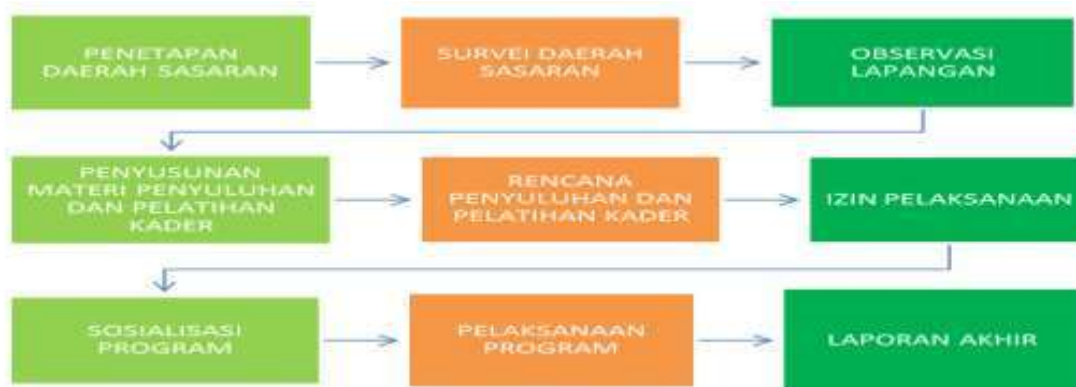 PENETAPAN
DAERAH SASARAN
SURVEI DAERAH
SASARAN
OBSERVASI
LAPANGAN
PENYUSUNAN
MATERI PENYULUHAN
DAN PELATIHAN
KADER
RENCANA
PENYULUHAN DAN
PELATIHAN KADER
IZIN PELAKSANAAN
SOSIALISASI
PROGRAM
PELAKSANAAN
PROGRAM
LAPORAN AKHIR